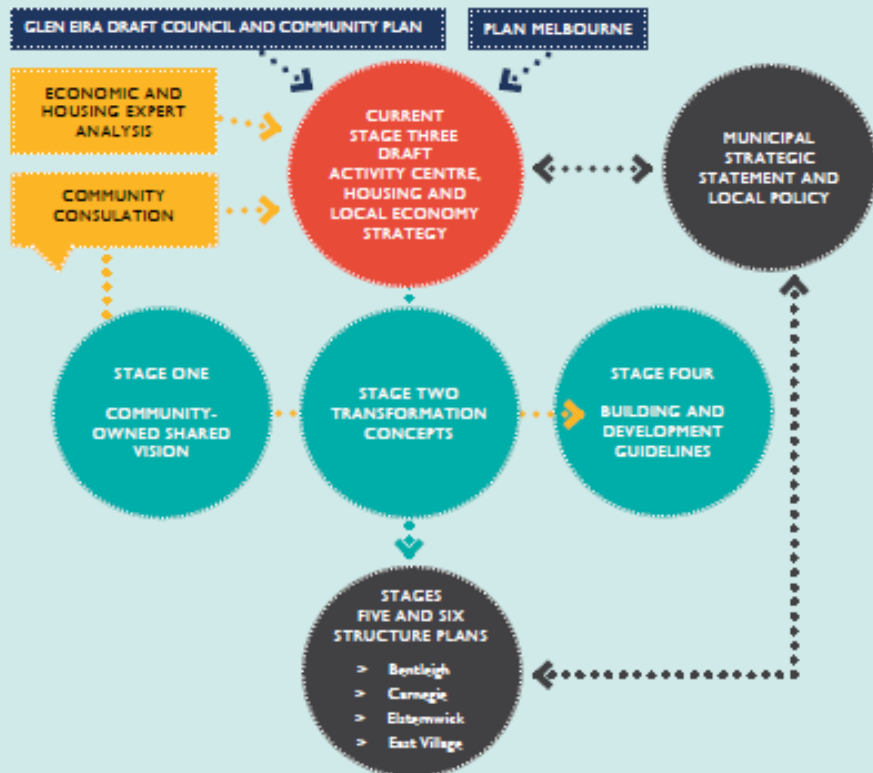 GLEN EIRA DRAFT COUNCIL AND COMMUNITY PLAN
PLAN MELBOURNE
ECONOMIC AND
HOUSING EXPERT
ANALYSIS
COMMUNITY
CONSULATION
CURRENT
STAGE THREE
DRAFT
ACTIVITY CENTRE,
HOUSING AND
LOCAL ECONOMY
STRATEGY
MUNICIPAL
STRATEGIC
STATEMENT AND
LOCAL POLICY
STAGE ONE
COMMUNITY-
OWNED SHARED
VISION
STAGE TWO
TRANSFORMATION
CONCEPTS
STAGE FOUR
BUILDING AND
DEVELOPMENT
GUIDELINES
STAGES
FIVE AND SIX
STRUCTURE PLANS
> Bentleigh
> Carnegie
> Elsternwick
> East Village